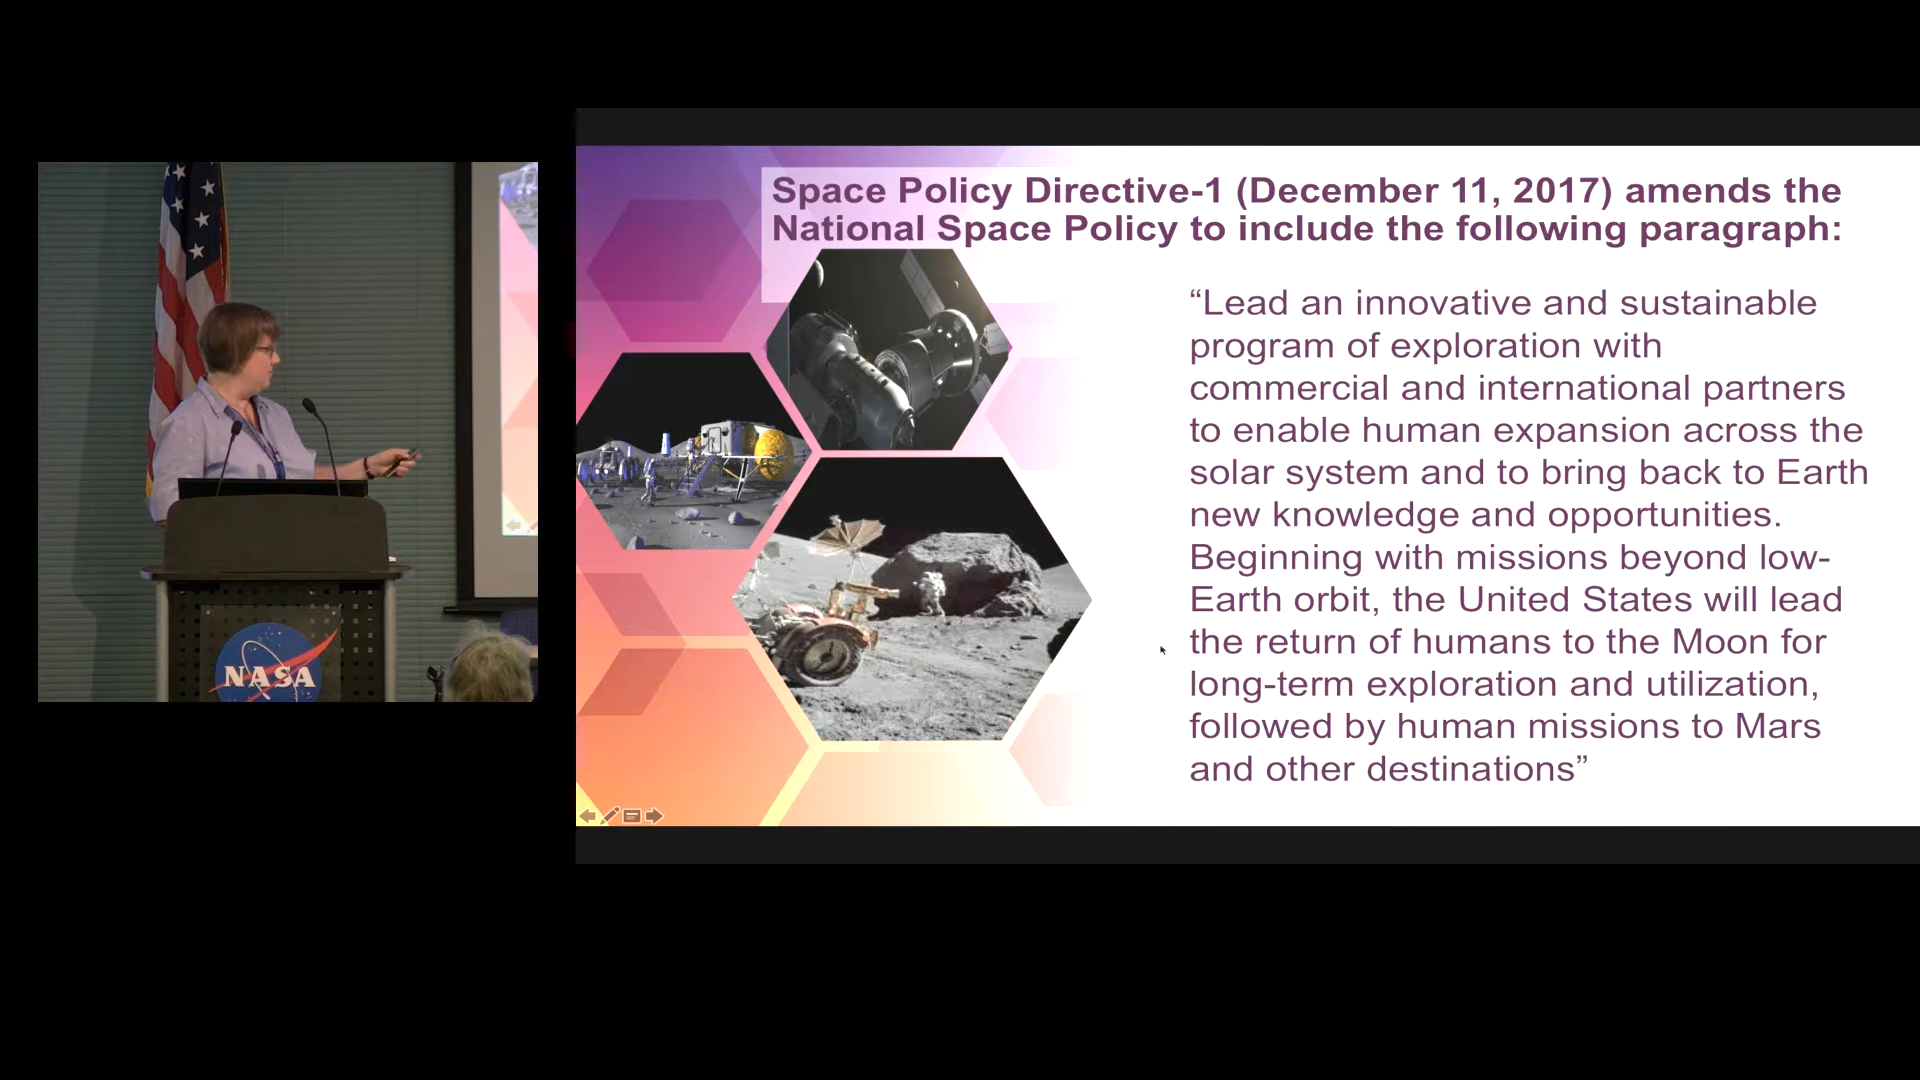 Space Policy Directive-1 (December 11, 2017) amends the
National Space Policy to include the following paragraph:
“Lead an innovative and sustainable
program of exploration with
commercial and international partners
to enable human expansion across the
solar system and to bring back to Earth
new knowledge and opportunities.
Beginning with missions beyond low-
Earth orbit, the United States will lead
the return of humans to the Moon for
long-term exploration and utilization,
followed by human missions to Mars
and other destinations”
NASA